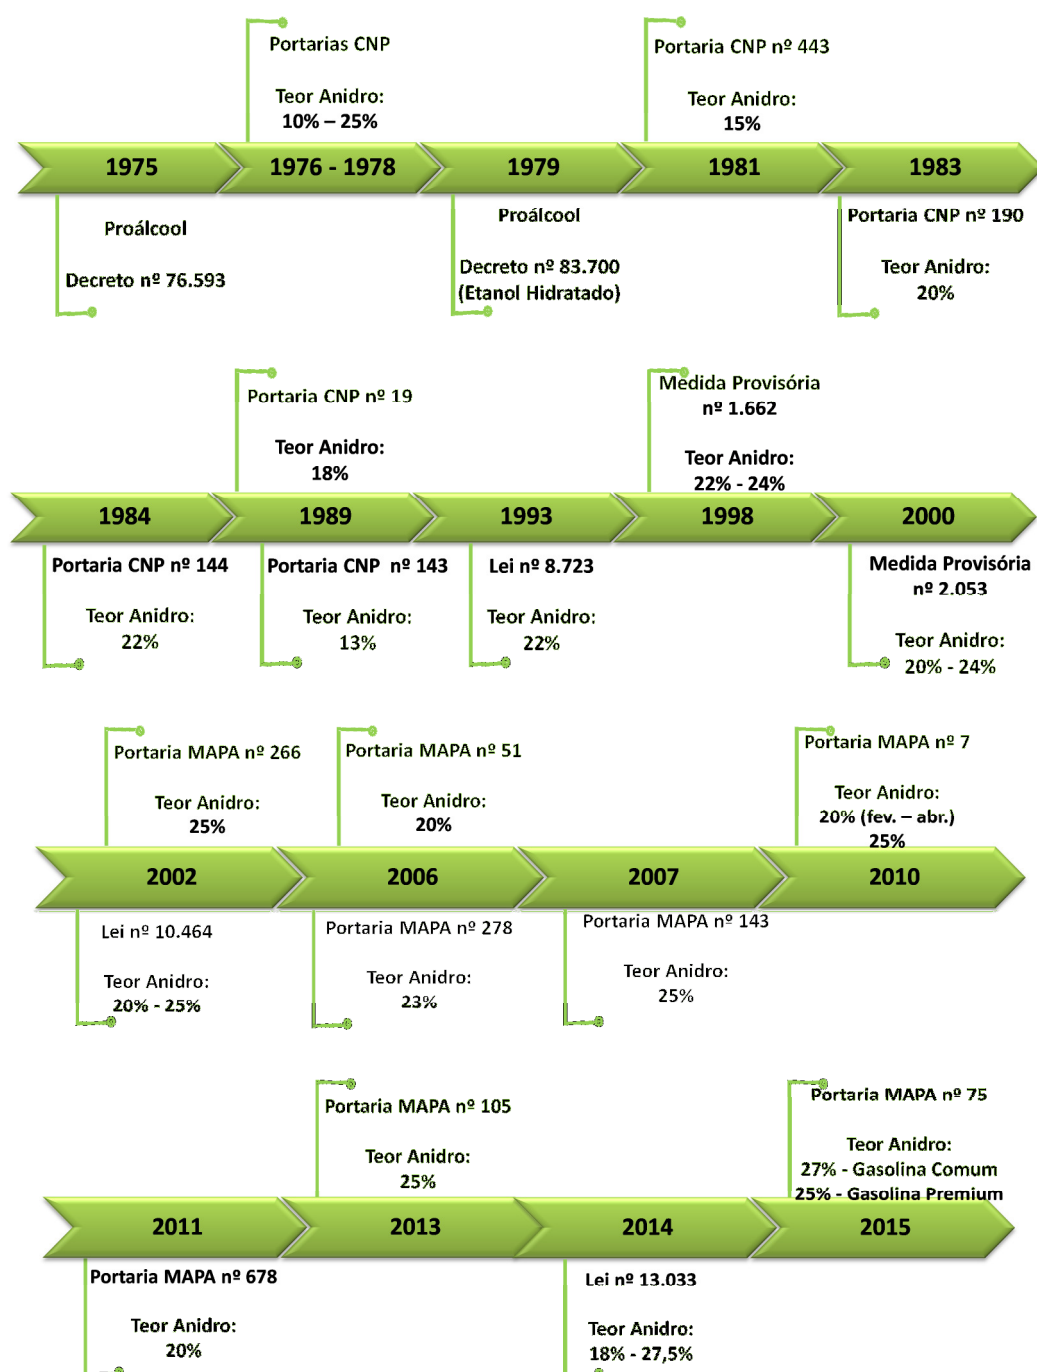 Portarias CNP
Teor Anidro:
10% – 25%
Portaria CNP nº 443
Teor Anidro:
15%
1975
1976 - 1978
1979
1981
1983
Proálcool
Decreto nº 76.593
Proálcool
Decreto nº 83.700
(Etanol Hidratado)
Portaria CNP nº 190
Teor Anidro:
20%
Portaria CNP nº 19
Teor Anidro:
18%
Medida Provisória
nº 1.662
Teor Anidro:
22% - 24%
1984
1989
1993
1998
2000
Portaria CNP nº 144
Teor Anidro:
22%
Portaria CNP nº 143
Teor Anidro:
13%
Lei nº 8.723
Teor Anidro:
22%
Medida Provisória
nº 2.053
Teor Anidro:
20% - 24%
Portaria MAPA nº 266
Teor Anidro:
25%
Portaria MAPA nº 51
Teor Anidro:
20%
Portaria MAPA nº 7
Teor Anidro:
20% (fev. – abr.)
25%
2002
2006
2007
2010
Lei nº 10.464
Teor Anidro:
20% - 25%
Portaria MAPA nº 278
Teor Anidro:
23%
Portaria MAPA nº 143
Teor Anidro:
25%
Portaria MAPA nº 105
Teor Anidro:
25%
Portaria MAPA nº 75
Teor Anidro:
27% - Gasolina Comum
25% - Gasolina Premium
2011
2013
2014
2015
Portaria MAPA nº 678
Teor Anidro:
20%
Lei nº 13.033
Teor Anidro:
18% - 27,5%